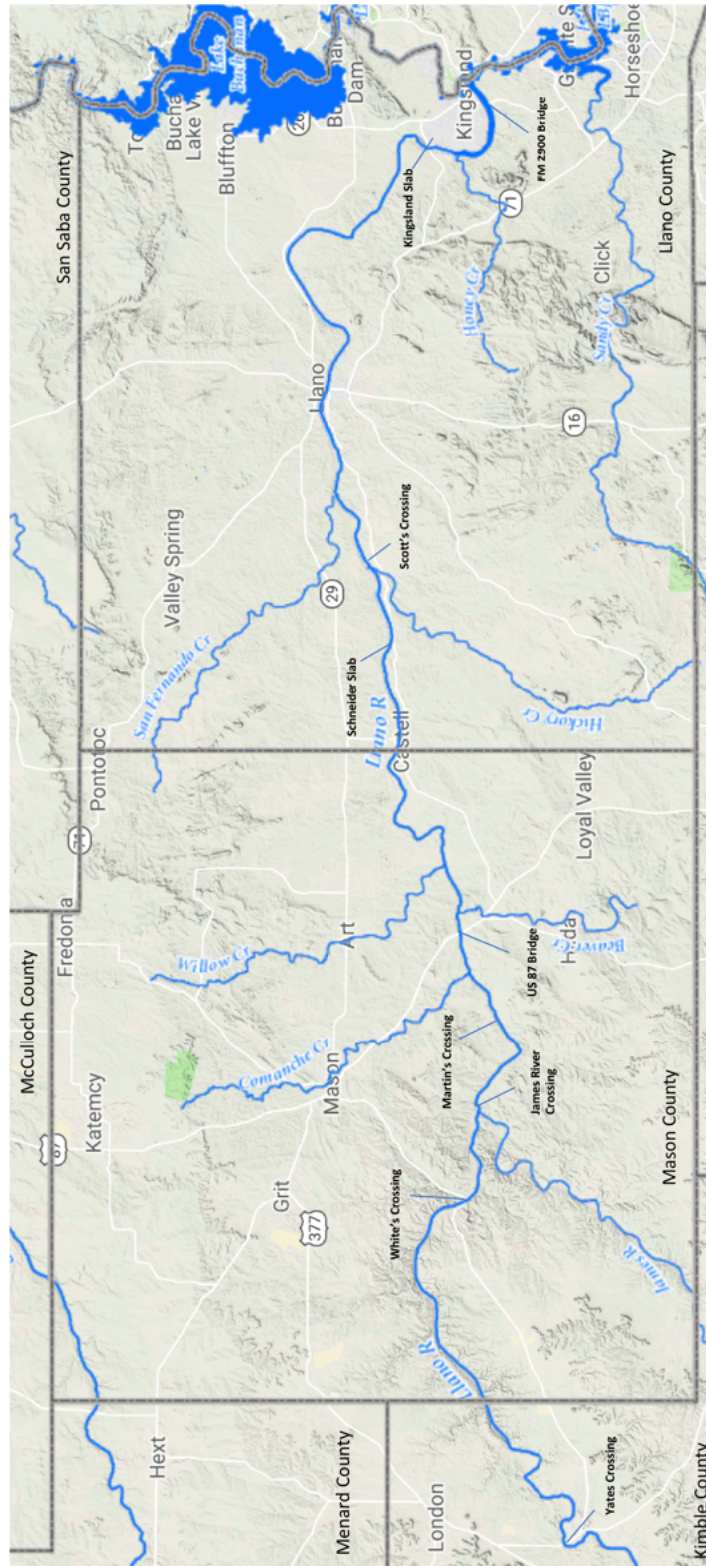 McCulloch County
San Saba County
Menard County
Kimble County
Mason County
Llano County
Hext
London
Katemcy
Fredonia
Pontotoc
Grit
377
Mason
Art
Valley Spring
Bluffton
Lake
Buchanan
Dam
Llano
Kingsland
Horseshoe
Click
Castell
Loyal Valley
71
29
16
71
Llano R
Llano R
James R
Comanche Cr
Willow Cr
Beaver Cr
San Fernando Cr
Hickory Cr
Honey Cr
Sandy Cr
Yates Crossing
White's Crossing
James River
Crossing
Martin's Crossing
US 87 Bridge
Schneider Slab
Scott's Crossing
Kingsland Slab
FM 2900 Bridge